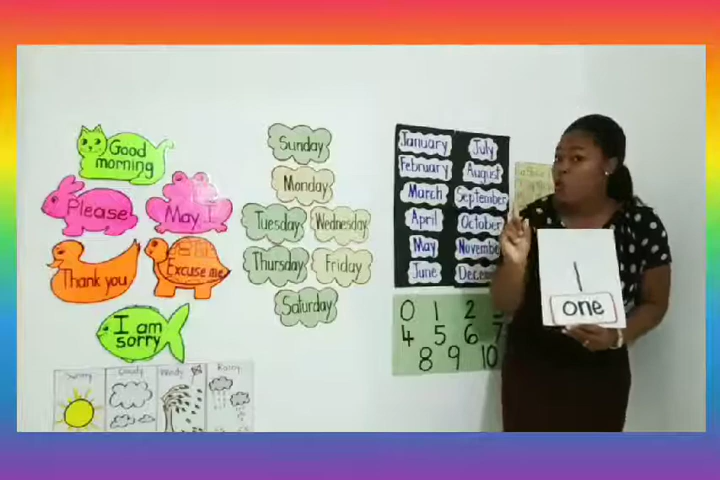 Good
morning
Please
May I
Thank you
Excuse me
I am
sorry
Sunny
Cloudy
Windy
Rainy
Sunday
Monday
Tuesday
Wednesday
Thursday
Friday
Saturday
January
February
March
April
May
June
July
August
September
October
November
0 1 2
4 5 6 7
8 9 10
1
one